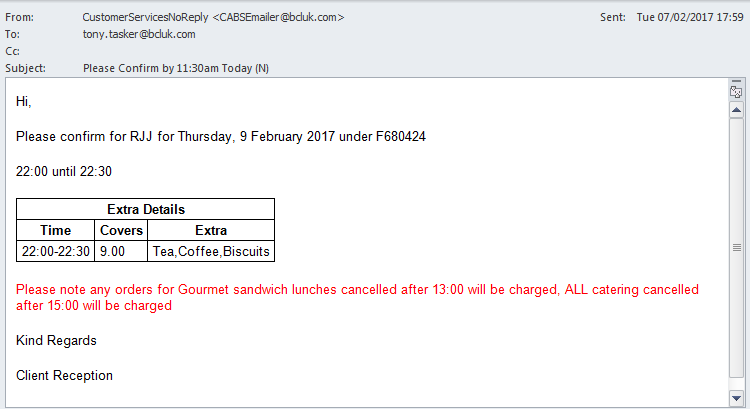 From: CustomerServicesNoReply <CABSEmailer@bcluk.com> Sent: Tue 07/02/2017 17:59
To: tony.tasker@bcluk.com
Cc:
Subject: Please Confirm by 11:30am Today (N)
Hi,
Please confirm for RJJ for Thursday, 9 February 2017 under F680424
22:00 until 22:30
Extra Details
Time Covers Extra
22:00-22:30 9.00 Tea,Coffee,Biscuits
Please note any orders for Gourmet sandwich lunches cancelled after 13:00 will be charged, ALL catering cancelled
after 15:00 will be charged
Kind Regards
Client Reception